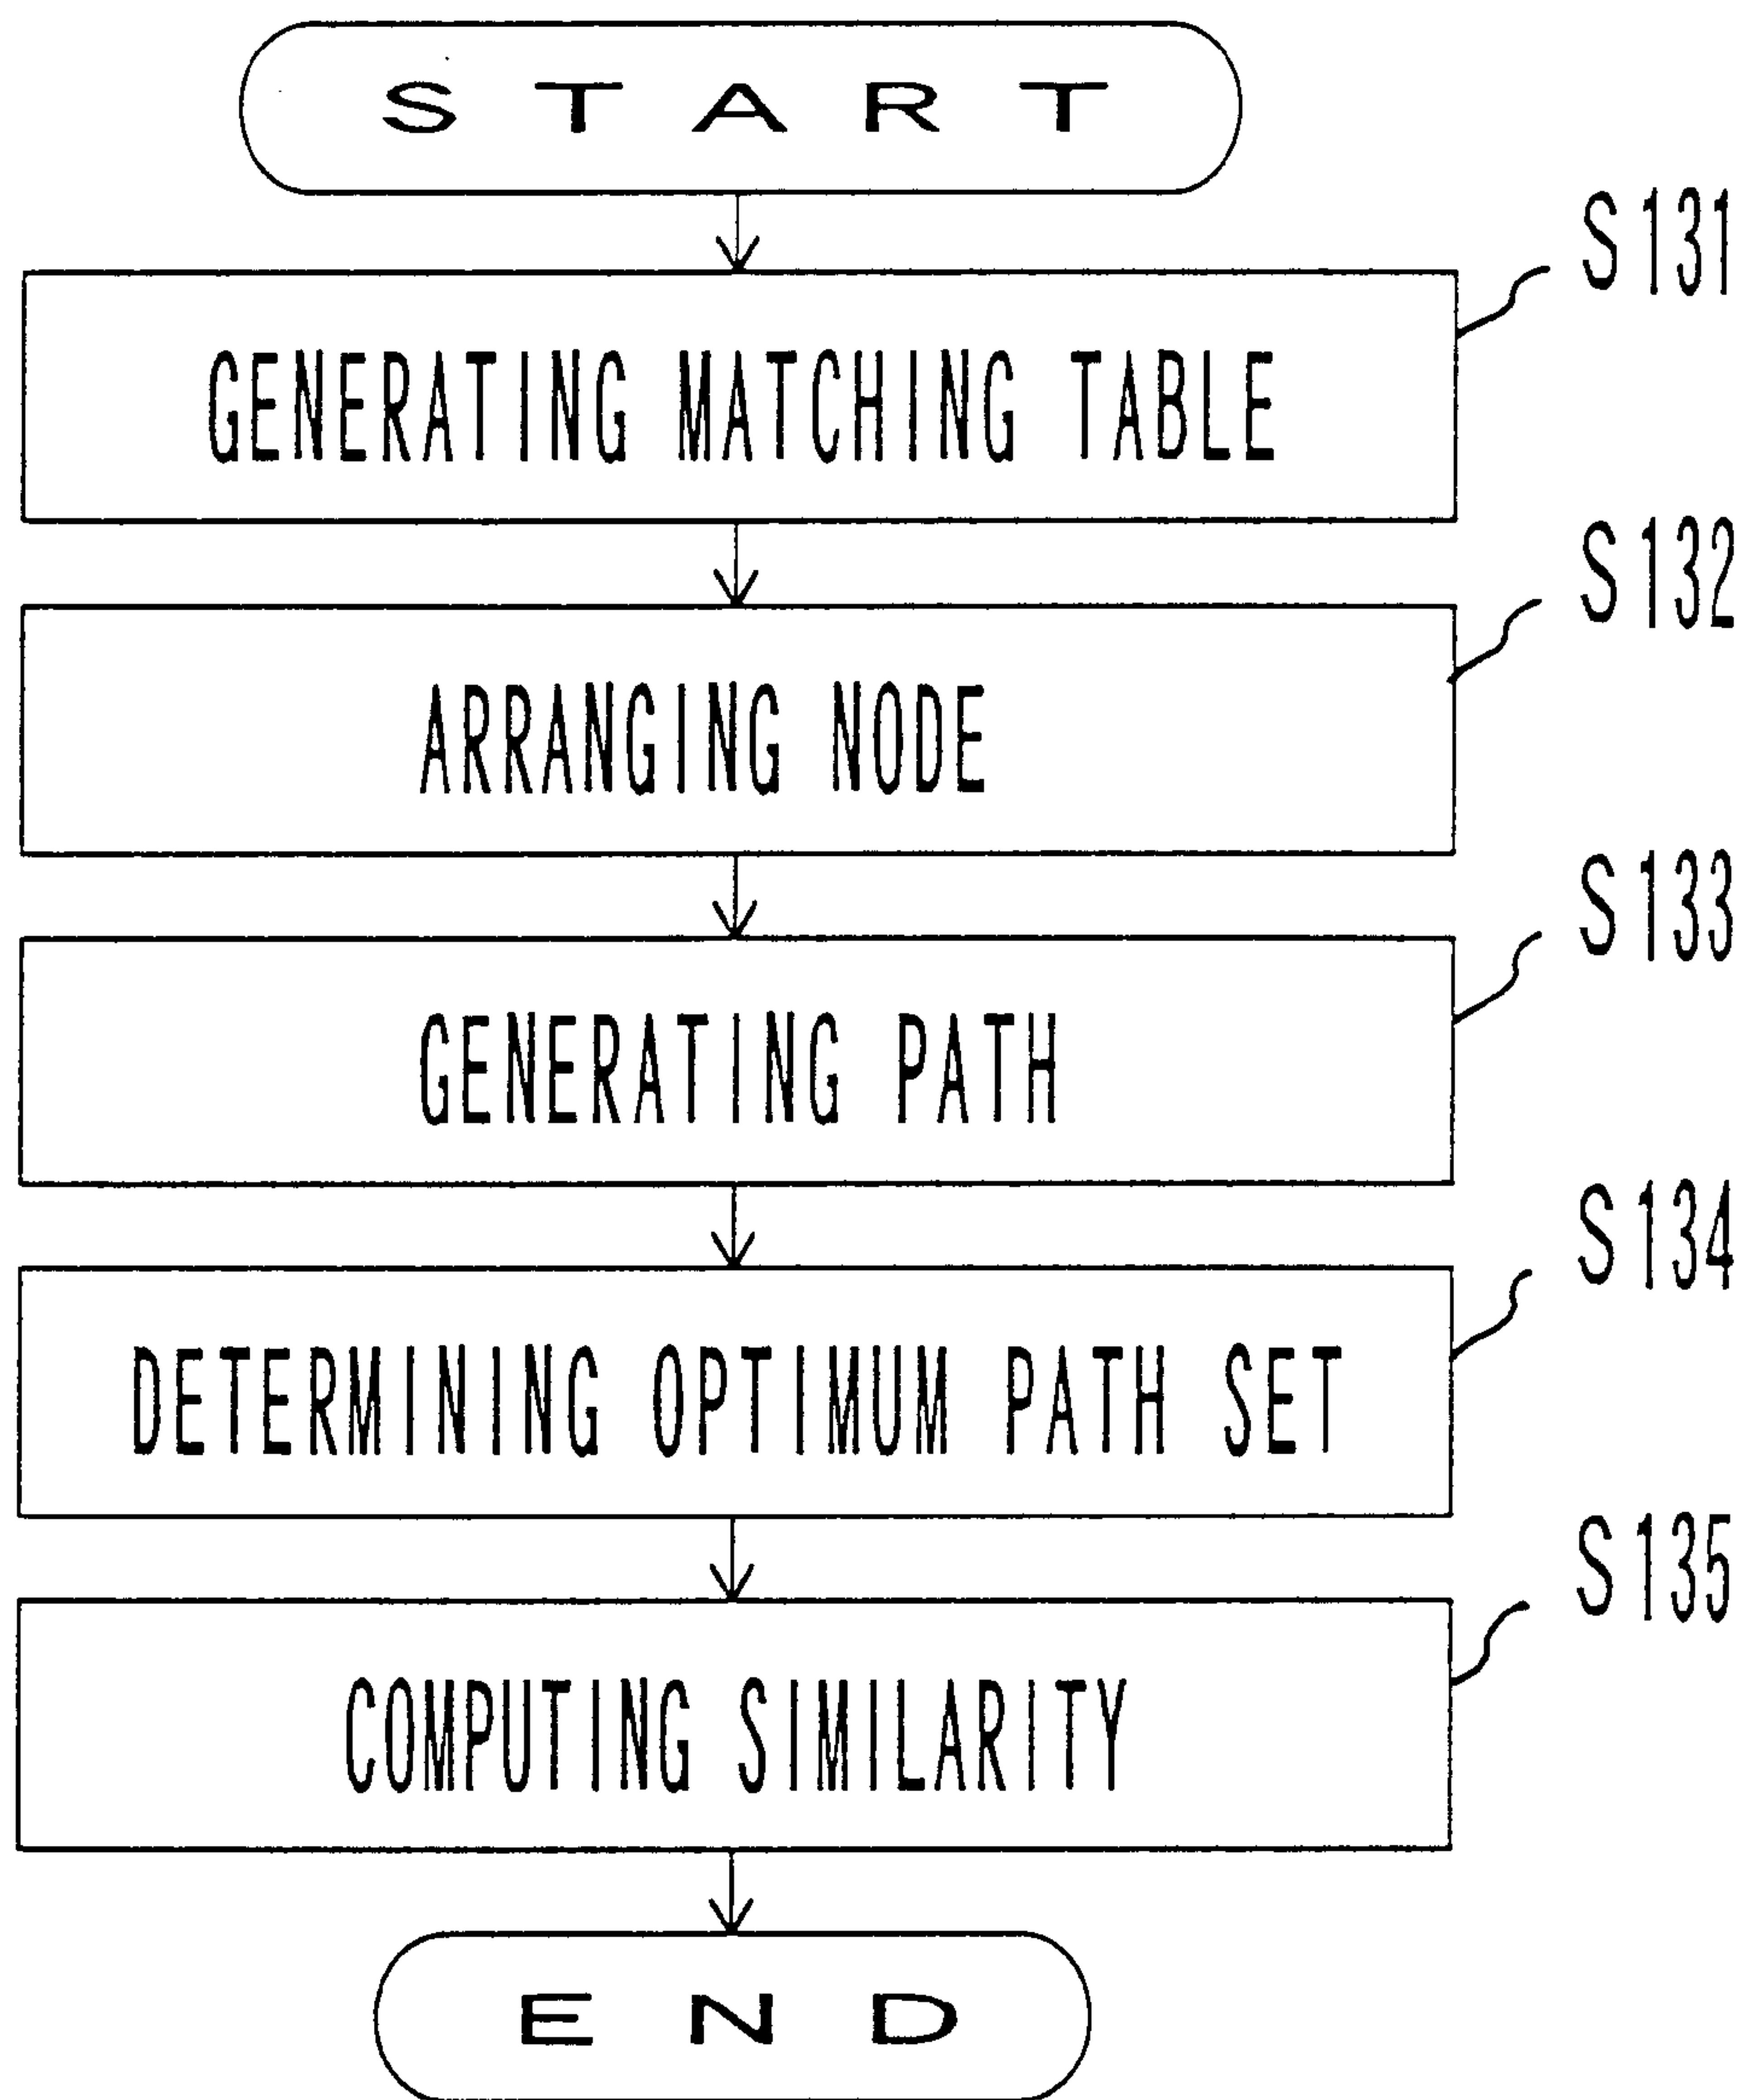 START
S131
GENERATING MATCHING TABLE
S132
ARRANGING NODE
S133
GENERATING PATH
S134
DETERMINING OPTIMUM PATH SET
S135
COMPUTING SIMILARITY
END